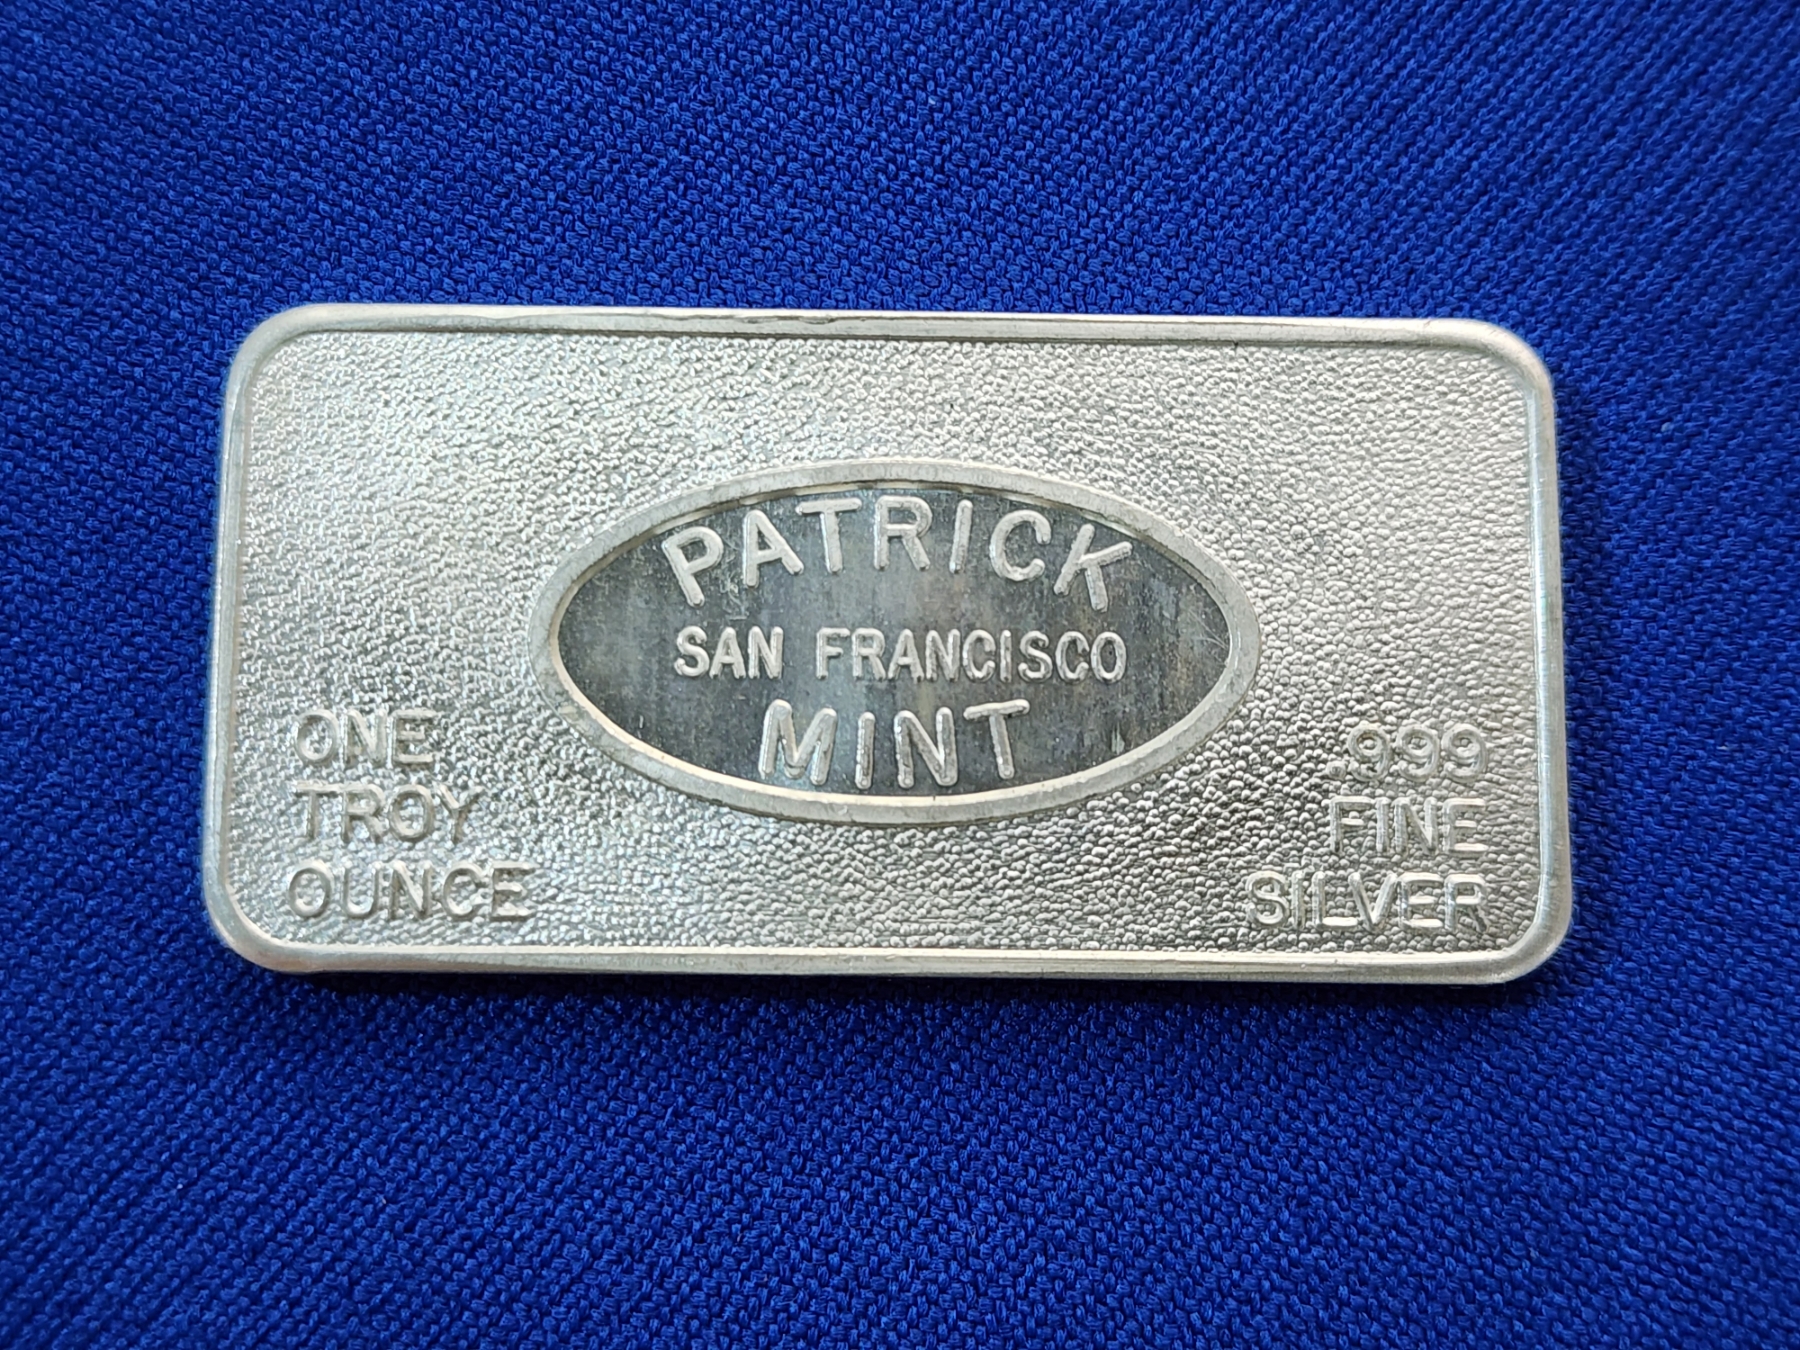 PATRICK
SAN FRANCISCO
MINT
ONE
TROY
OUNCE
.999
FINE
SILVER